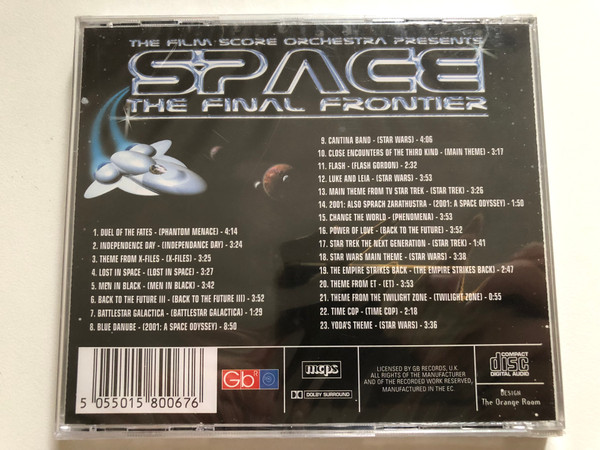 THE FILM SCORE ORCHESTRA PRESENTS
SPACE
THE FINAL FRONTIER
1. DUEL OF THE FATES - (PHANTOM MENACE) - 4:14
2. INDEPENDENCE DAY - (INDEPENDANCE DAY) - 3:24
3. THEME FROM X-FILES - (X-FILES) - 3:25
4. LOST IN SPACE - (LOST IN SPACE) - 3:27
5. MEN IN BLACK - (MEN IN BLACK) - 3:42
6. BACK TO THE FUTURE III - (BACK TO THE FUTURE III) - 3:52
7. BATTLESTAR GALACTICA - (BATTLESTAR GALACTICA) - 1:29
8. BLUE DANUBE - (2001: A SPACE ODYSSEY) - 8:50
9. CANTINA BAND - (STAR WARS) - 4:06
10. CLOSE ENCOUNTERS OF THE THIRD KIND - (MAIN THEME) - 3:17
11. FLASH - (FLASH GORDON) - 2:32
12. LUKE AND LEIA - (STAR WARS) - 3:53
13. MAIN THEME FROM TV STAR TREK - (STAR TREK) - 3:26
14. 2001: ALSO SPRACH ZARATHUSTRA - (2001: A SPACE ODYSSEY) - 1:50
15. CHANGE THE WORLD - (PHENOMENA) - 3:53
16. POWER OF LOVE - (BACK TO THE FUTURE) - 3:52
17. STAR TREK THE NEXT GENERATION - (STAR TREK) - 1:41
18. STAR WARS MAIN THEME - (STAR WARS) - 3:38
19. THE EMPIRE STRIKES BACK - (THE EMPIRE STRIKES BACK) - 2:47
20. THEME FROM ET - (ET) - 3:53
21. THEME FROM THE TWILIGHT ZONE - (TWILIGHT ZONE) - 0:55
22. TIME COP - (TIME COP) - 2:18
23. YODA'S THEME - (STAR WARS) - 3:36
5 055015 800676
Gb
mcps
DOLBY SURROUND
LICENSED BY GB RECORDS, U.K.
ALL RIGHTS OF THE MANUFACTURER
AND OF THE RECORDED WORK RESERVED,
MANUFACTURED IN THE EC.
COMPACT
disc
DIGITAL AUDIO
DESIGN
The Orange Room